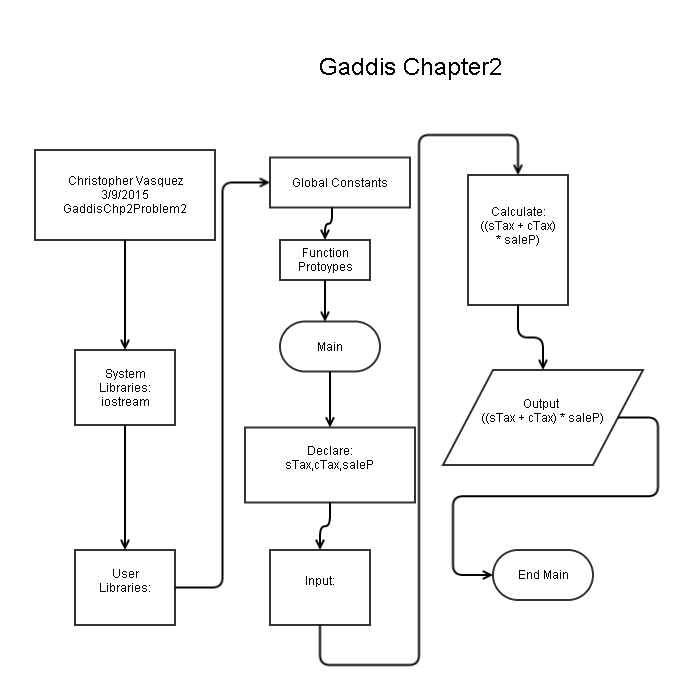 Gaddis Chapter2
Christopher Vasquez
3/9/2015
GaddisChp2Problem2
System
Libraries:
iostream
User
Libraries:
Global Constants
Function
Protoypes
Main
Declare:
sTax,cTax,saleP
Input:
Calculate:
((sTax + cTax)
* saleP)
Output
((sTax + cTax) * saleP)
End Main